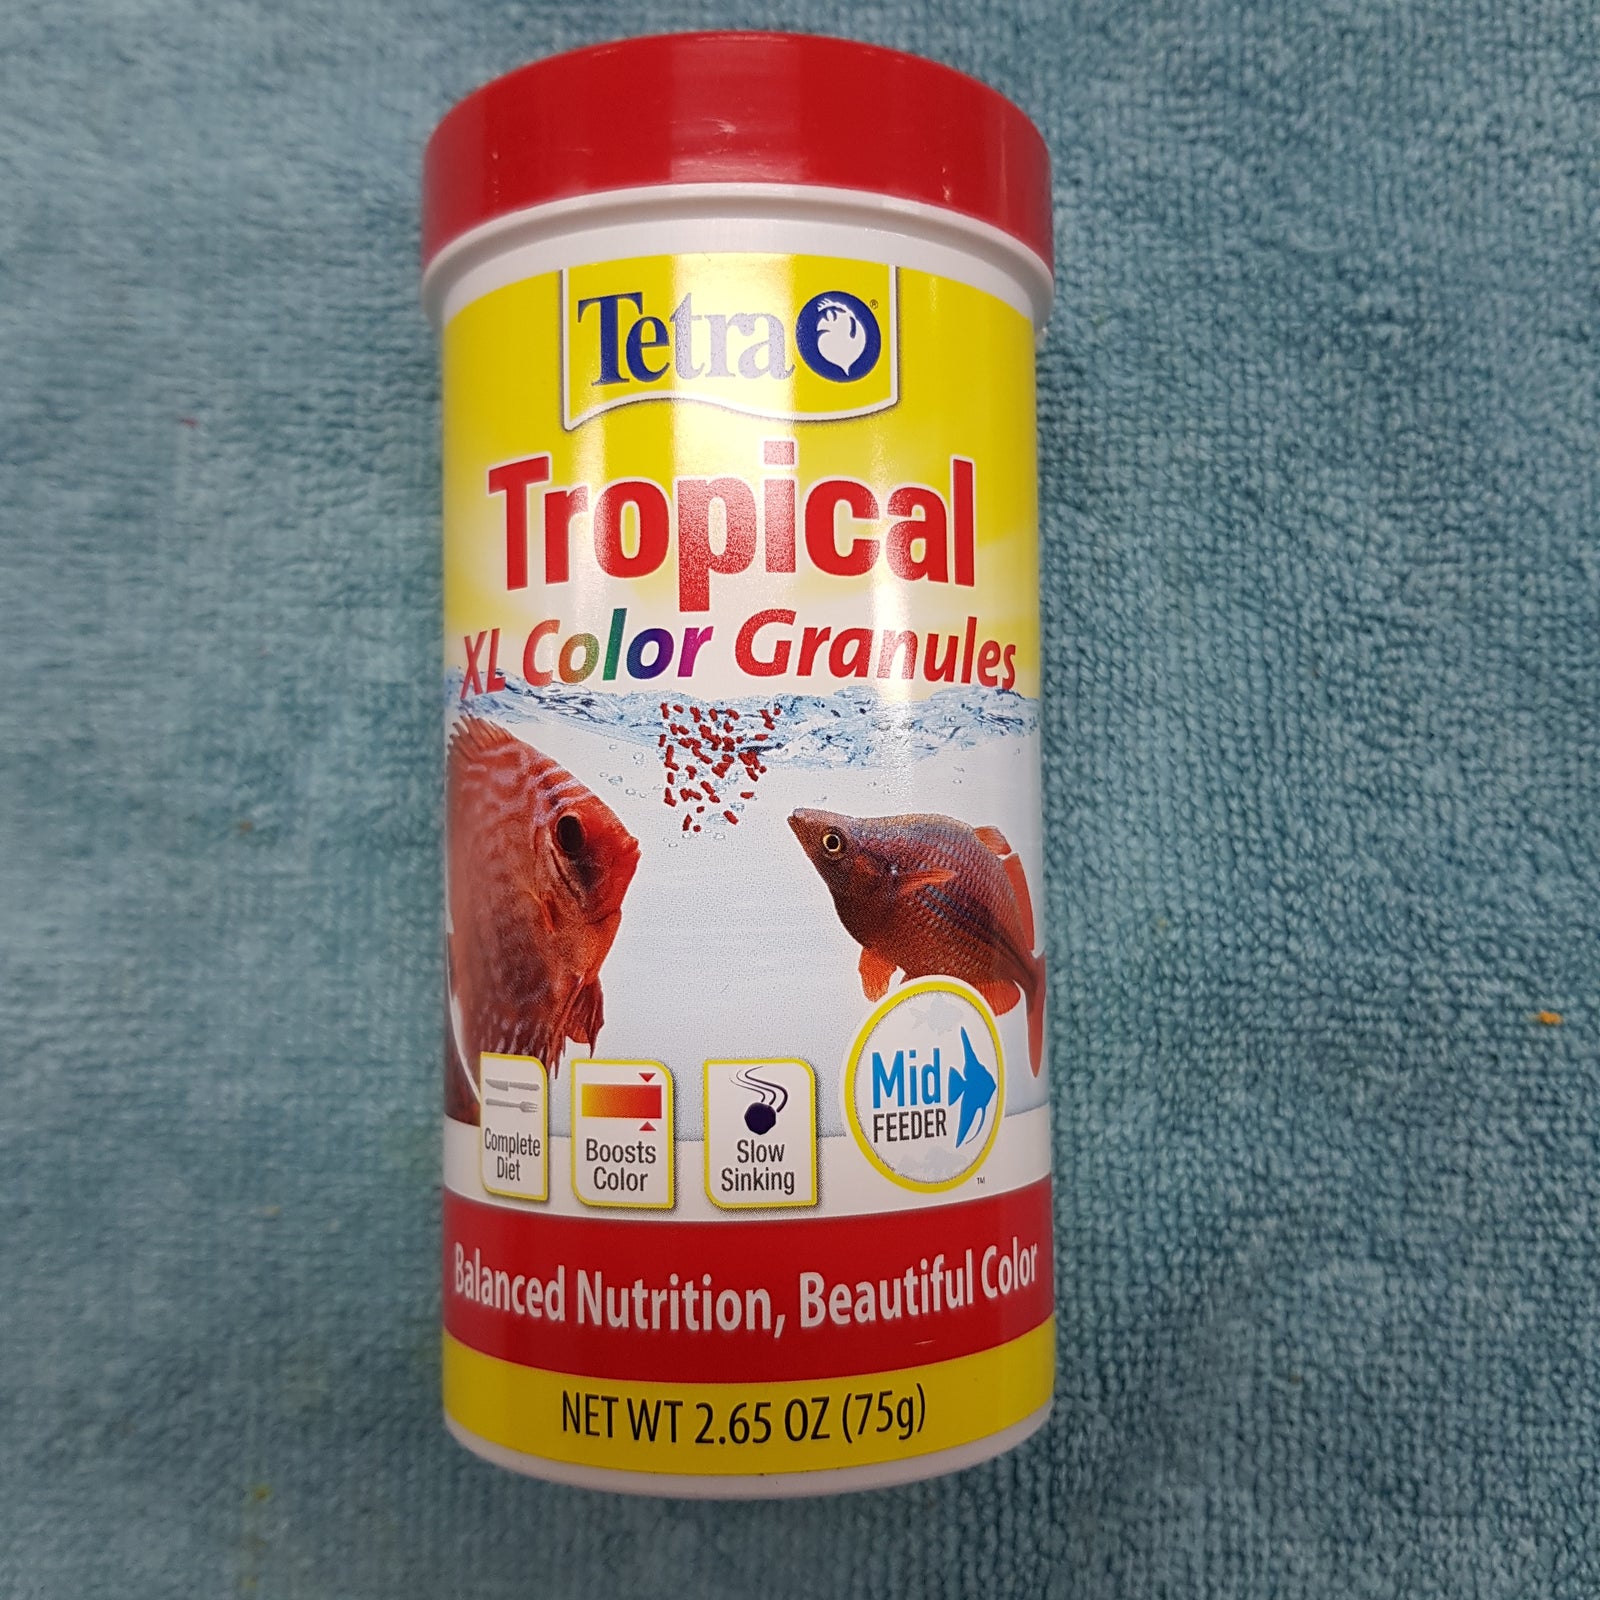 Tetra®
Tropical
XL Color Granules
Mid
FEEDER
™
Complete
Diet
Boosts
Color
Slow
Sinking
Balanced Nutrition, Beautiful Color
NET WT 2.65 OZ (75g)